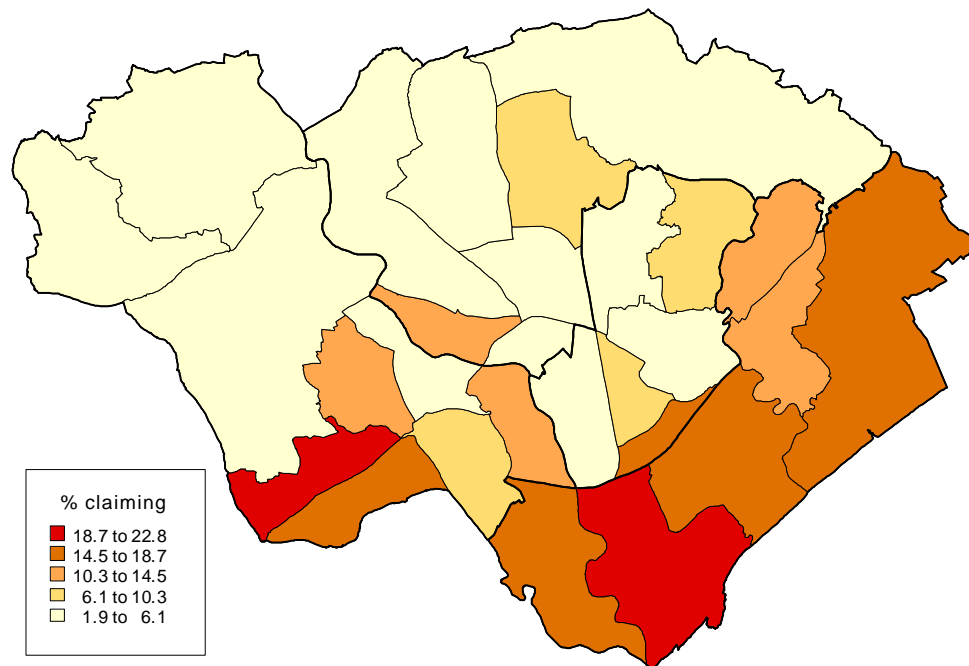 % claiming
18.7 to 22.8
14.5 to 18.7
10.3 to 14.5
6.1 to 10.3
1.9 to 6.1